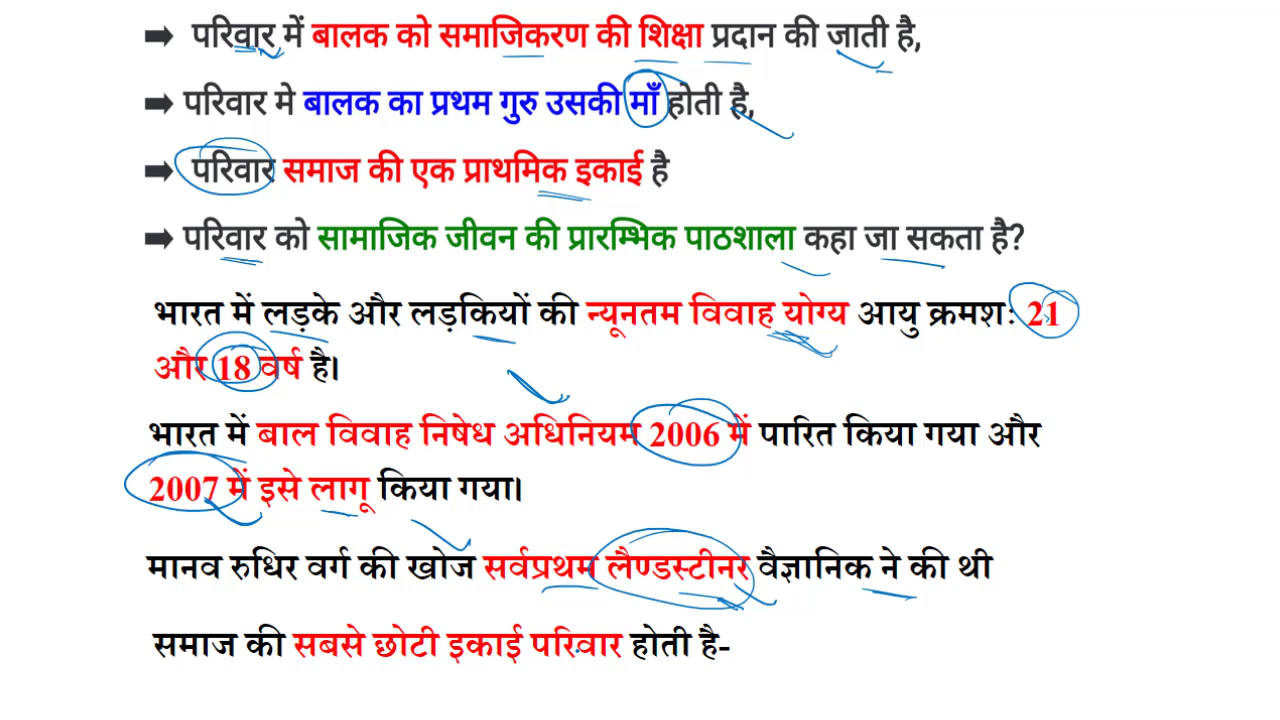 ➡ परिवार में बालक को समाजिकरण की शिक्षा प्रदान की जाती है,
➡ परिवार मे बालक का प्रथम गुरु उसकी माँ होती है,
➡ परिवार समाज की एक प्राथमिक इकाई है
➡ परिवार को सामाजिक जीवन की प्रारम्भिक पाठशाला कहा जा सकता है?
भारत में लड़के और लड़कियों की न्यूनतम विवाह योग्य आयु क्रमशः 21
और 18 वर्ष है।
भारत में बाल विवाह निषेध अधिनियम 2006 में पारित किया गया और
2007 में इसे लागू किया गया।
मानव रुधिर वर्ग की खोज सर्वप्रथम लैण्डस्टीनर वैज्ञानिक ने की थी
समाज की सबसे छोटी इकाई परिवार होती है-